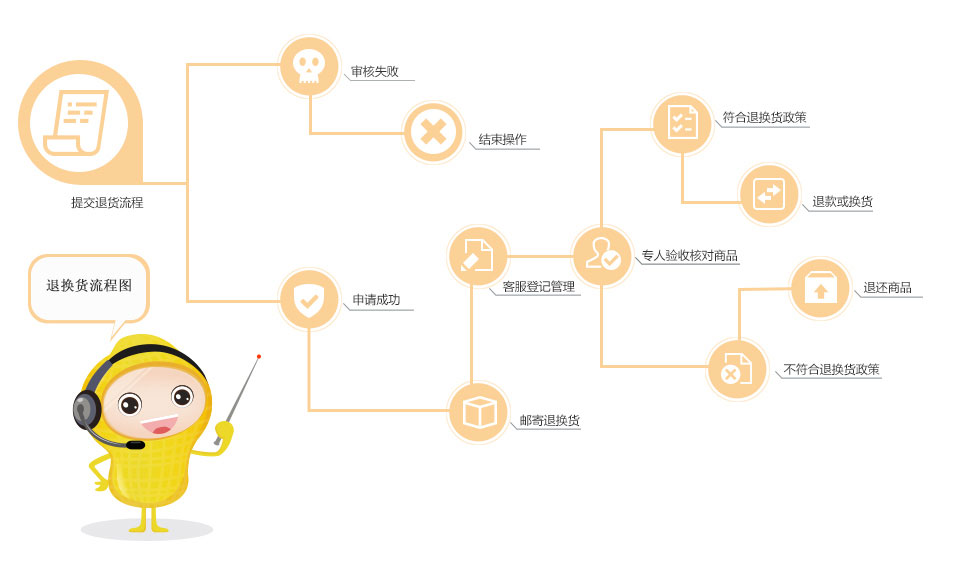 审核失败
结束操作
符合退换货政策
提交退货流程
退款或换货
专人验收核对商品
退换货流程图
客服登记管理
退还商品
申请成功
不符合退换货政策
邮寄退换货